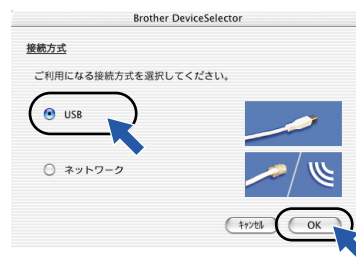 Brother DeviceSelector
接続方式
ご利用になる接続方式を選択してください。
USB
ネットワーク
キャンセル
OK